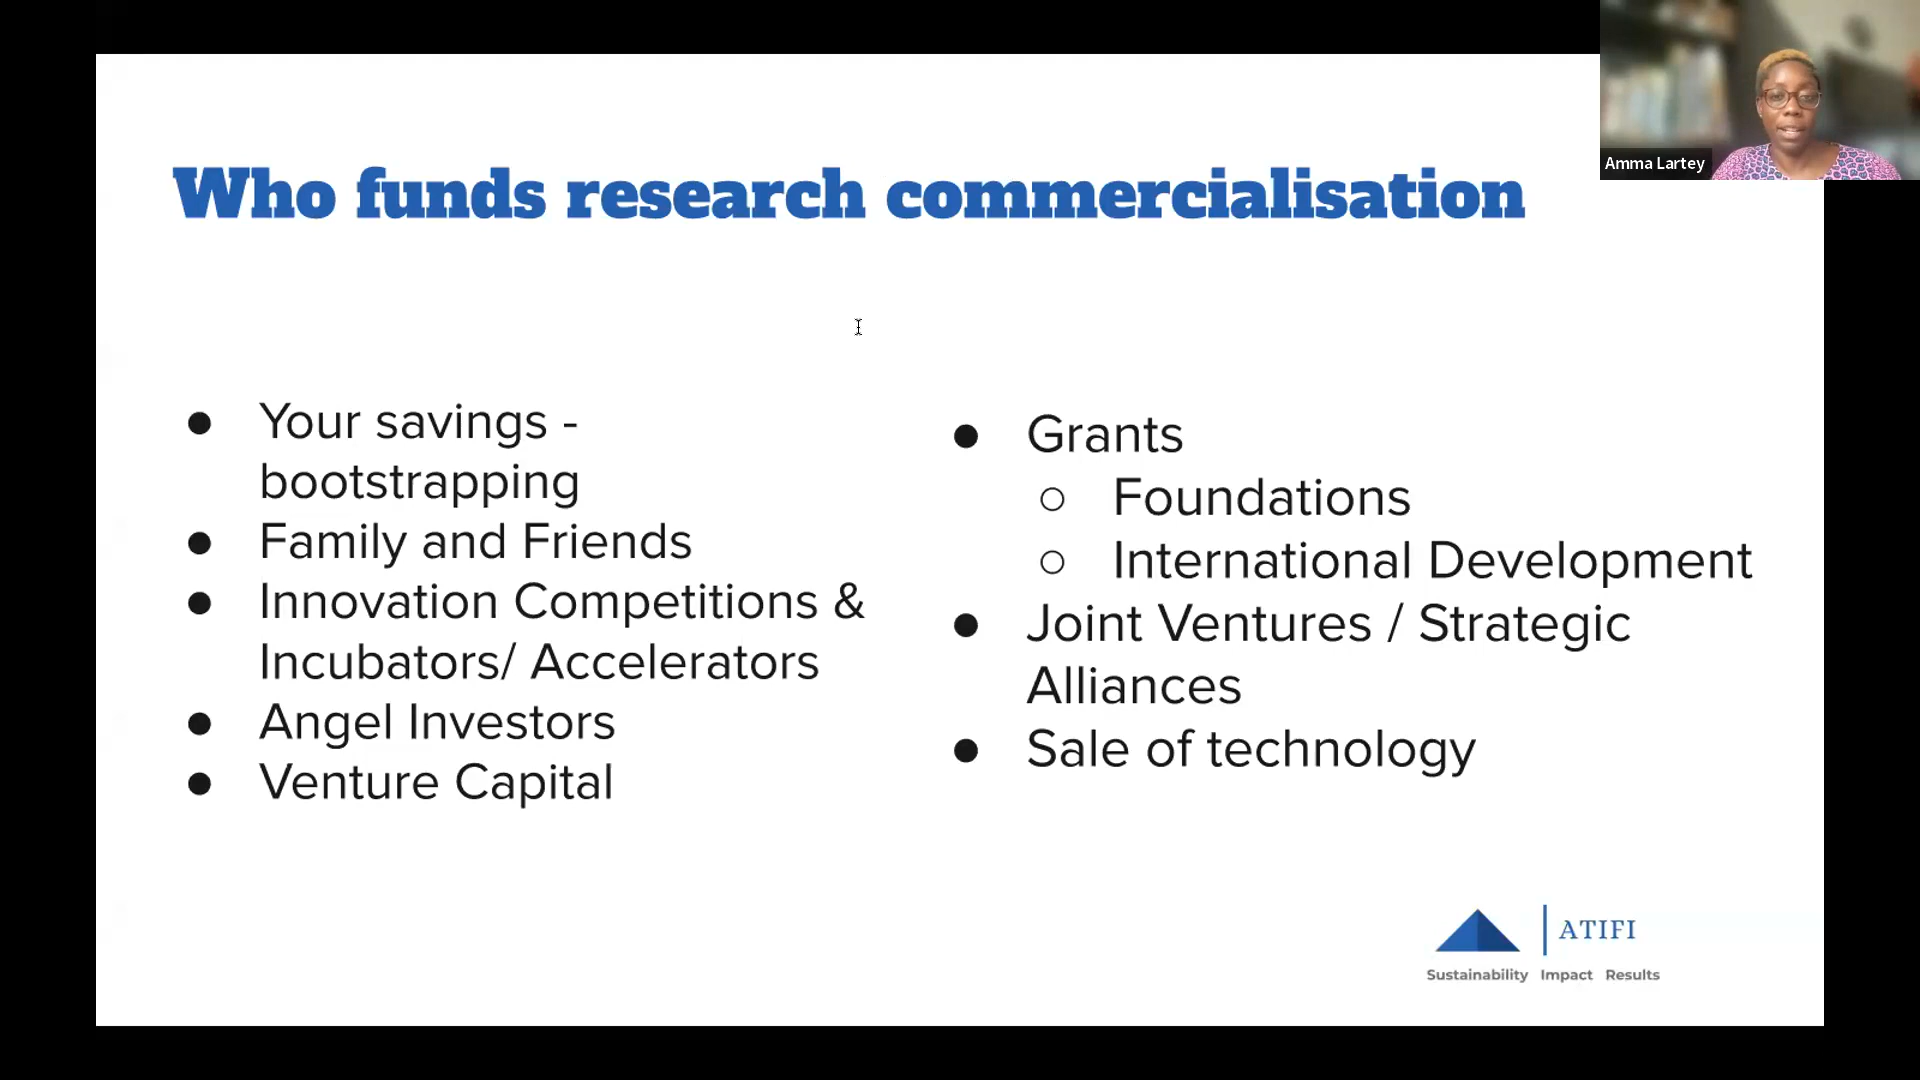 Who funds research commercialisation
Amma Lartey
● Your savings -
bootstrapping
● Family and Friends
● Innovation Competitions &
Incubators/ Accelerators
● Angel Investors
● Venture Capital
● Grants
○ Foundations
○ International Development
● Joint Ventures / Strategic
Alliances
● Sale of technology
ATIFI
Sustainability Impact Results